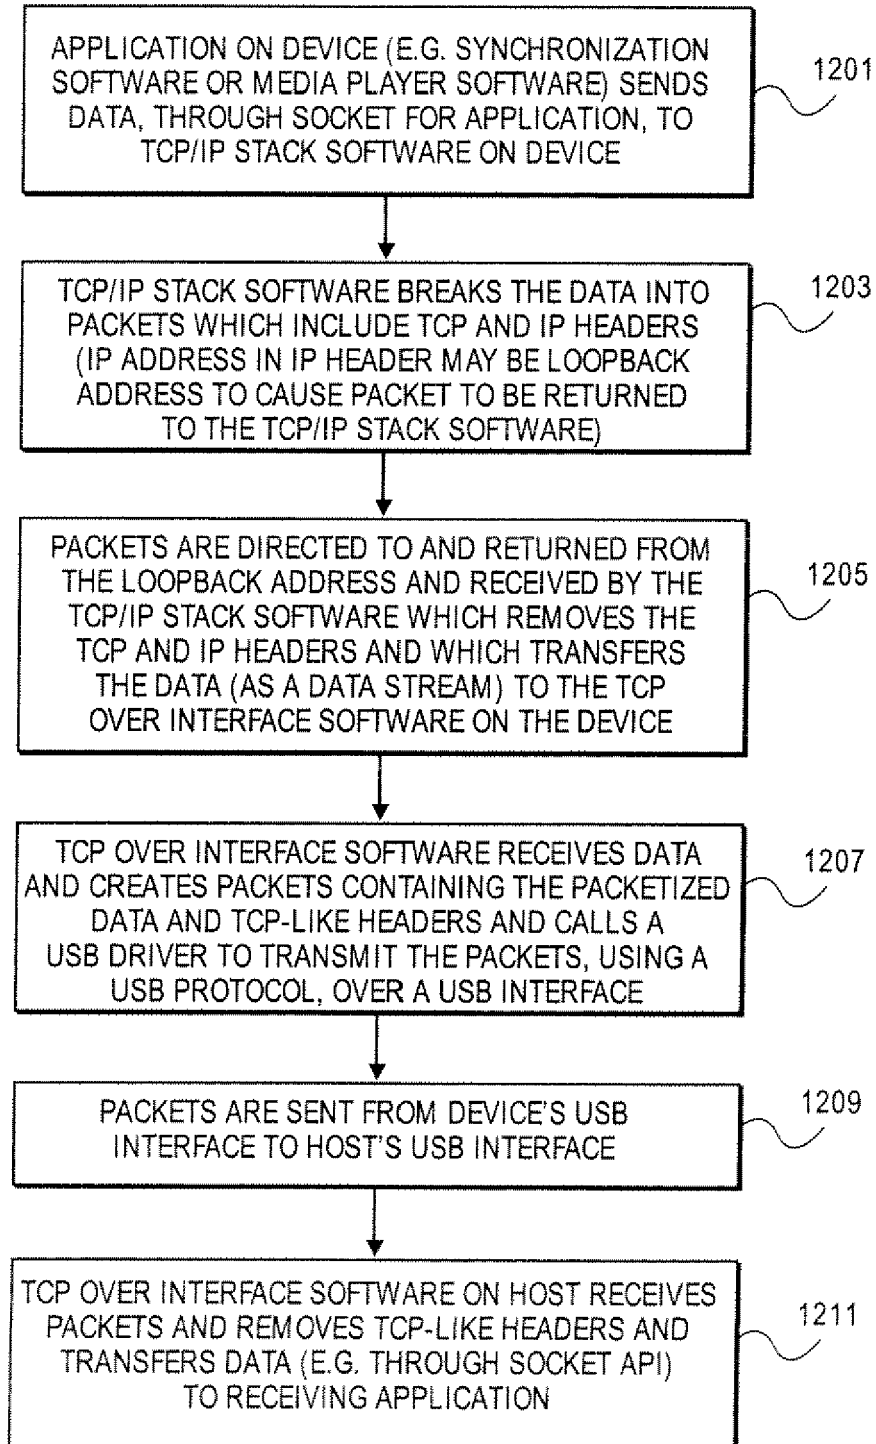 APPLICATION ON DEVICE (E.G. SYNCHRONIZATION
SOFTWARE OR MEDIA PLAYER SOFTWARE) SENDS
DATA, THROUGH SOCKET FOR APPLICATION, TO
TCP/IP STACK SOFTWARE ON DEVICE
1201
TCP/IP STACK SOFTWARE BREAKS THE DATA INTO
PACKETS WHICH INCLUDE TCP AND IP HEADERS
(IP ADDRESS IN IP HEADER MAY BE LOOPBACK
ADDRESS TO CAUSE PACKET TO BE RETURNED
TO THE TCP/IP STACK SOFTWARE)
1203
PACKETS ARE DIRECTED TO AND RETURNED FROM
THE LOOPBACK ADDRESS AND RECEIVED BY THE
TCP/IP STACK SOFTWARE WHICH REMOVES THE
TCP AND IP HEADERS AND WHICH TRANSFERS
THE DATA (AS A DATA STREAM) TO THE TCP
OVER INTERFACE SOFTWARE ON THE DEVICE
1205
TCP OVER INTERFACE SOFTWARE RECEIVES DATA
AND CREATES PACKETS CONTAINING THE PACKETIZED
DATA AND TCP-LIKE HEADERS AND CALLS A
USB DRIVER TO TRANSMIT THE PACKETS, USING A
USB PROTOCOL, OVER A USB INTERFACE
1207
PACKETS ARE SENT FROM DEVICE'S USB
INTERFACE TO HOST'S USB INTERFACE
1209
TCP OVER INTERFACE SOFTWARE ON HOST RECEIVES
PACKETS AND REMOVES TCP-LIKE HEADERS AND
TRANSFERS DATA (E.G. THROUGH SOCKET API)
TO RECEIVING APPLICATION
1211